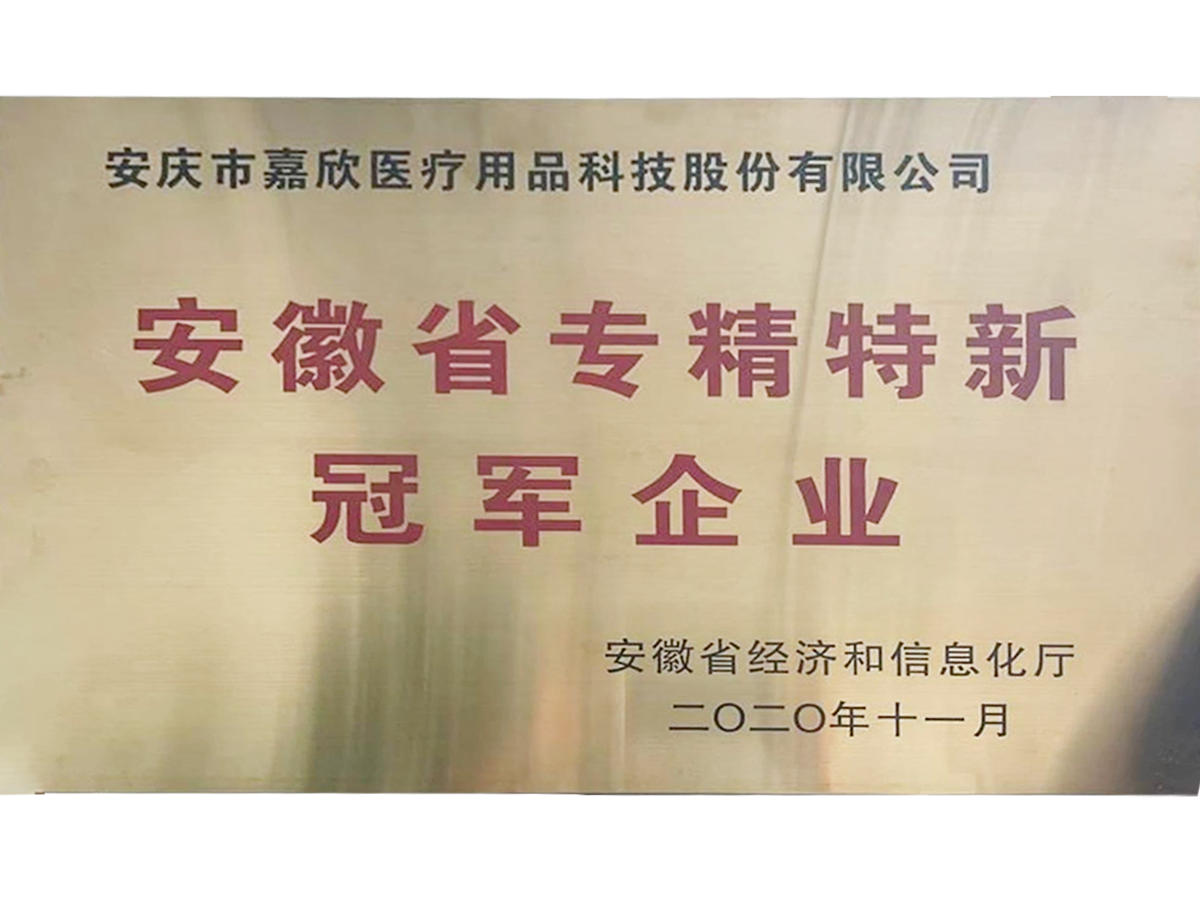 安庆市嘉欣医疗用品科技股份有限公司
安徽省专精特新
冠军企业
安徽省经济和信息化厅
二〇二〇年十一月